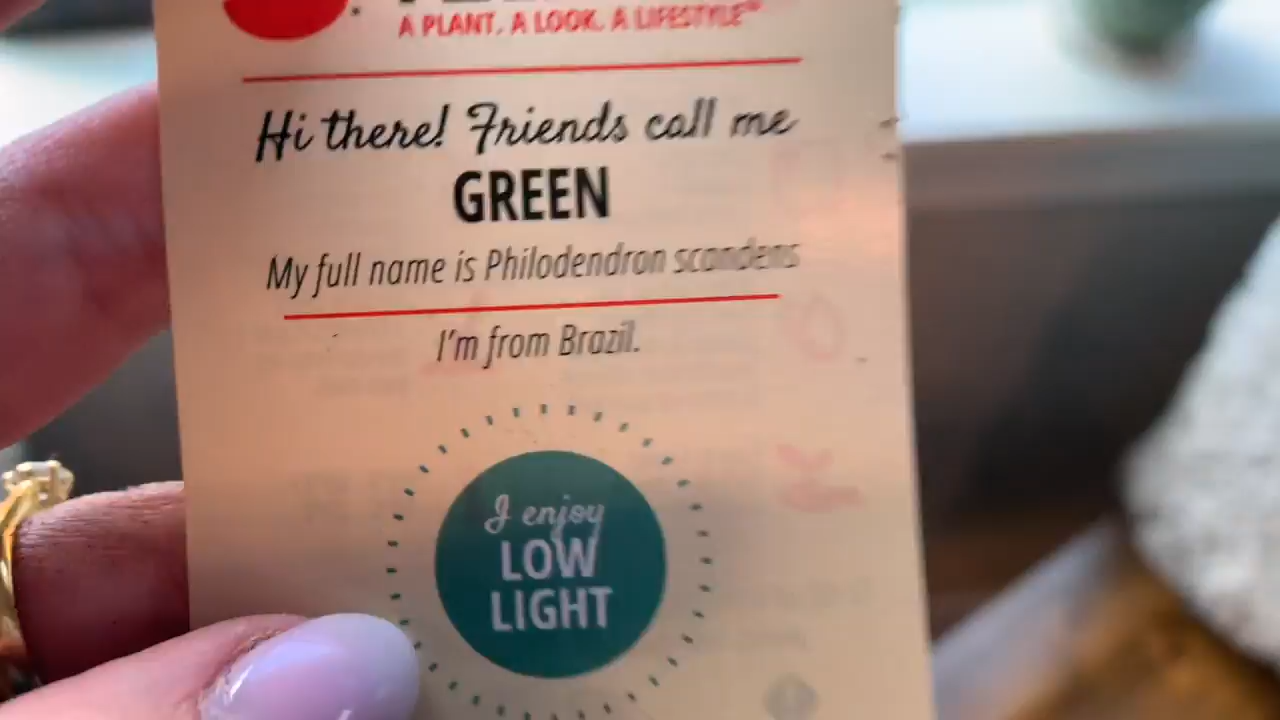 A PLANT. A LOOK. A LIFESTYLE
Hi there! Friends call me
GREEN
My full name is Philodendron scandens
I'm from Brazil.
I enjoy
LOW
LIGHT